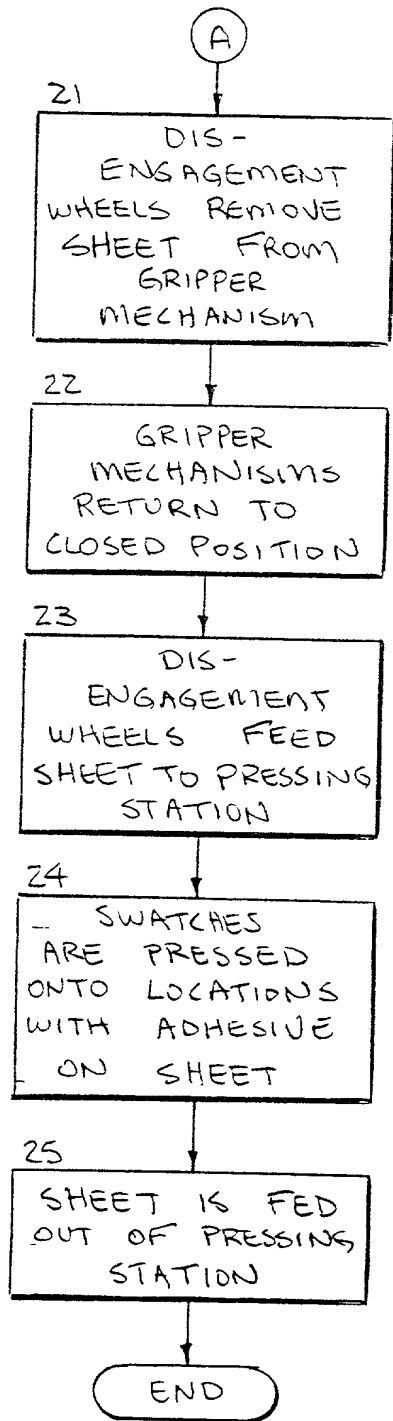 A
21
DIS-
ENGAGEMENT
WHEELS REMOVE
SHEET FROM
GRIPPER
MECHANISM
22
GRIPPER
MECHANISMS
RETURN TO
CLOSED POSITION
23
DIS-
ENGAGEMENT
WHEELS FEED
SHEET TO PRESSING
STATION
24
SWATCHES
ARE PRESSED
ONTO LOCATIONS
WITH ADHESIVE
ON SHEET
25
SHEET IS FED
OUT OF PRESSING
STATION
END